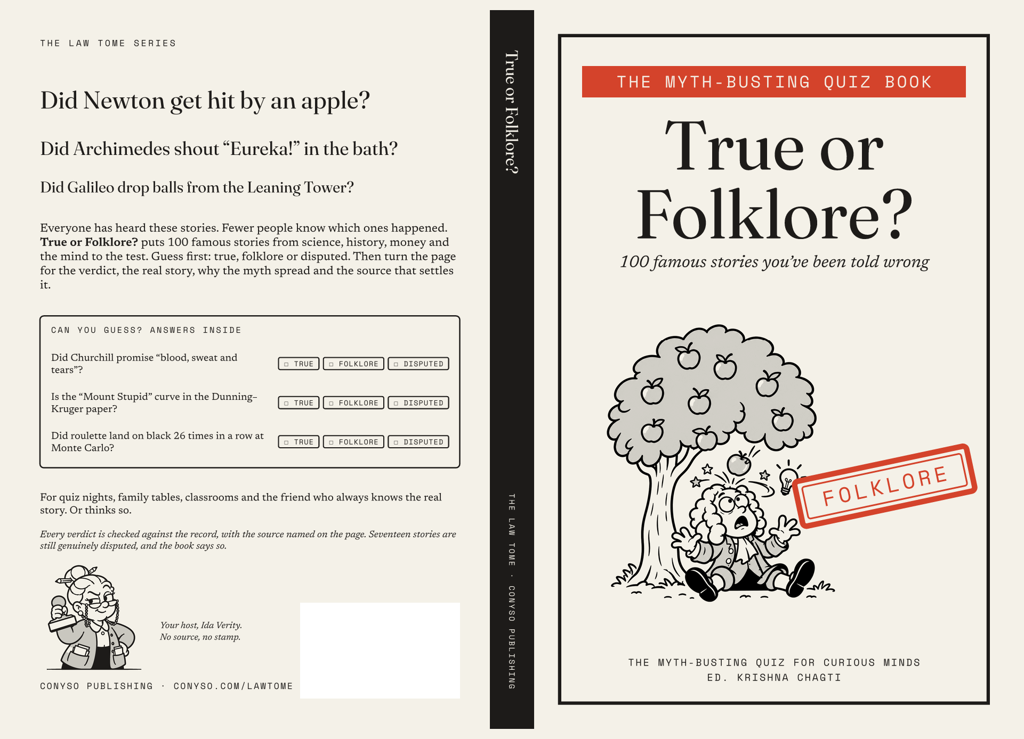 THE LAW TOME SERIES
Did Newton get hit by an apple?
Did Archimedes shout “Eureka!” in the bath?
Did Galileo drop balls from the Leaning Tower?
Everyone has heard these stories. Fewer people know which ones happened.
True or Folklore? puts 100 famous stories from science, history, money and
the mind to the test. Guess first: true, folklore or disputed. Then turn the page
for the verdict, the real story, why the myth spread and the source that settles
it.
CAN YOU GUESS? ANSWERS INSIDE
Did Churchill promise “blood, sweat and
tears”?
□ TRUE □ FOLKLORE □ DISPUTED
Is the “Mount Stupid” curve in the Dunning–
Kruger paper?
□ TRUE □ FOLKLORE □ DISPUTED
Did roulette land on black 26 times in a row at
Monte Carlo?
□ TRUE □ FOLKLORE □ DISPUTED
For quiz nights, family tables, classrooms and the friend who always knows the real
story. Or thinks so.
Every verdict is checked against the record, with the source named on the page. Seventeen stories are
still genuinely disputed, and the book says so.
Your host, Ida Verity.
No source, no stamp.
CONYSO PUBLISHING · CONYSO.COM/LAWTOME
True or Folklore?
THE LAW TOME · CONYSO PUBLISHING
THE MYTH-BUSTING QUIZ BOOK
True or
Folklore?
100 famous stories you’ve been told wrong
FOLKLORE
THE MYTH-BUSTING QUIZ FOR CURIOUS MINDS
ED. KRISHNA CHAGTI